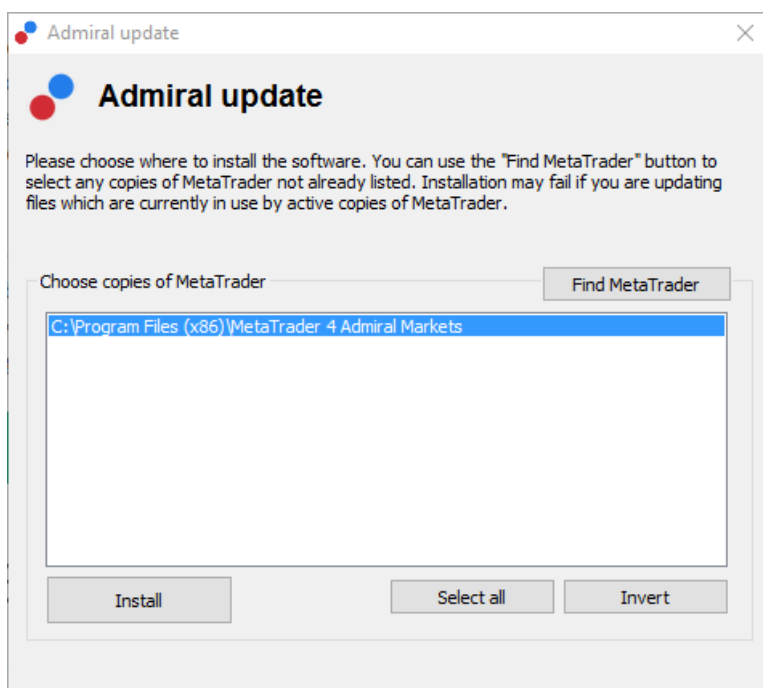 Admiral update
Admiral update
Please choose where to install the software. You can use the "Find MetaTrader" button to
select any copies of MetaTrader not already listed. Installation may fail if you are updating
files which are currently in use by active copies of MetaTrader.
Choose copies of MetaTrader
Find MetaTrader
C:\Program Files (x86)\MetaTrader 4 Admiral Markets
Install
Select all
Invert